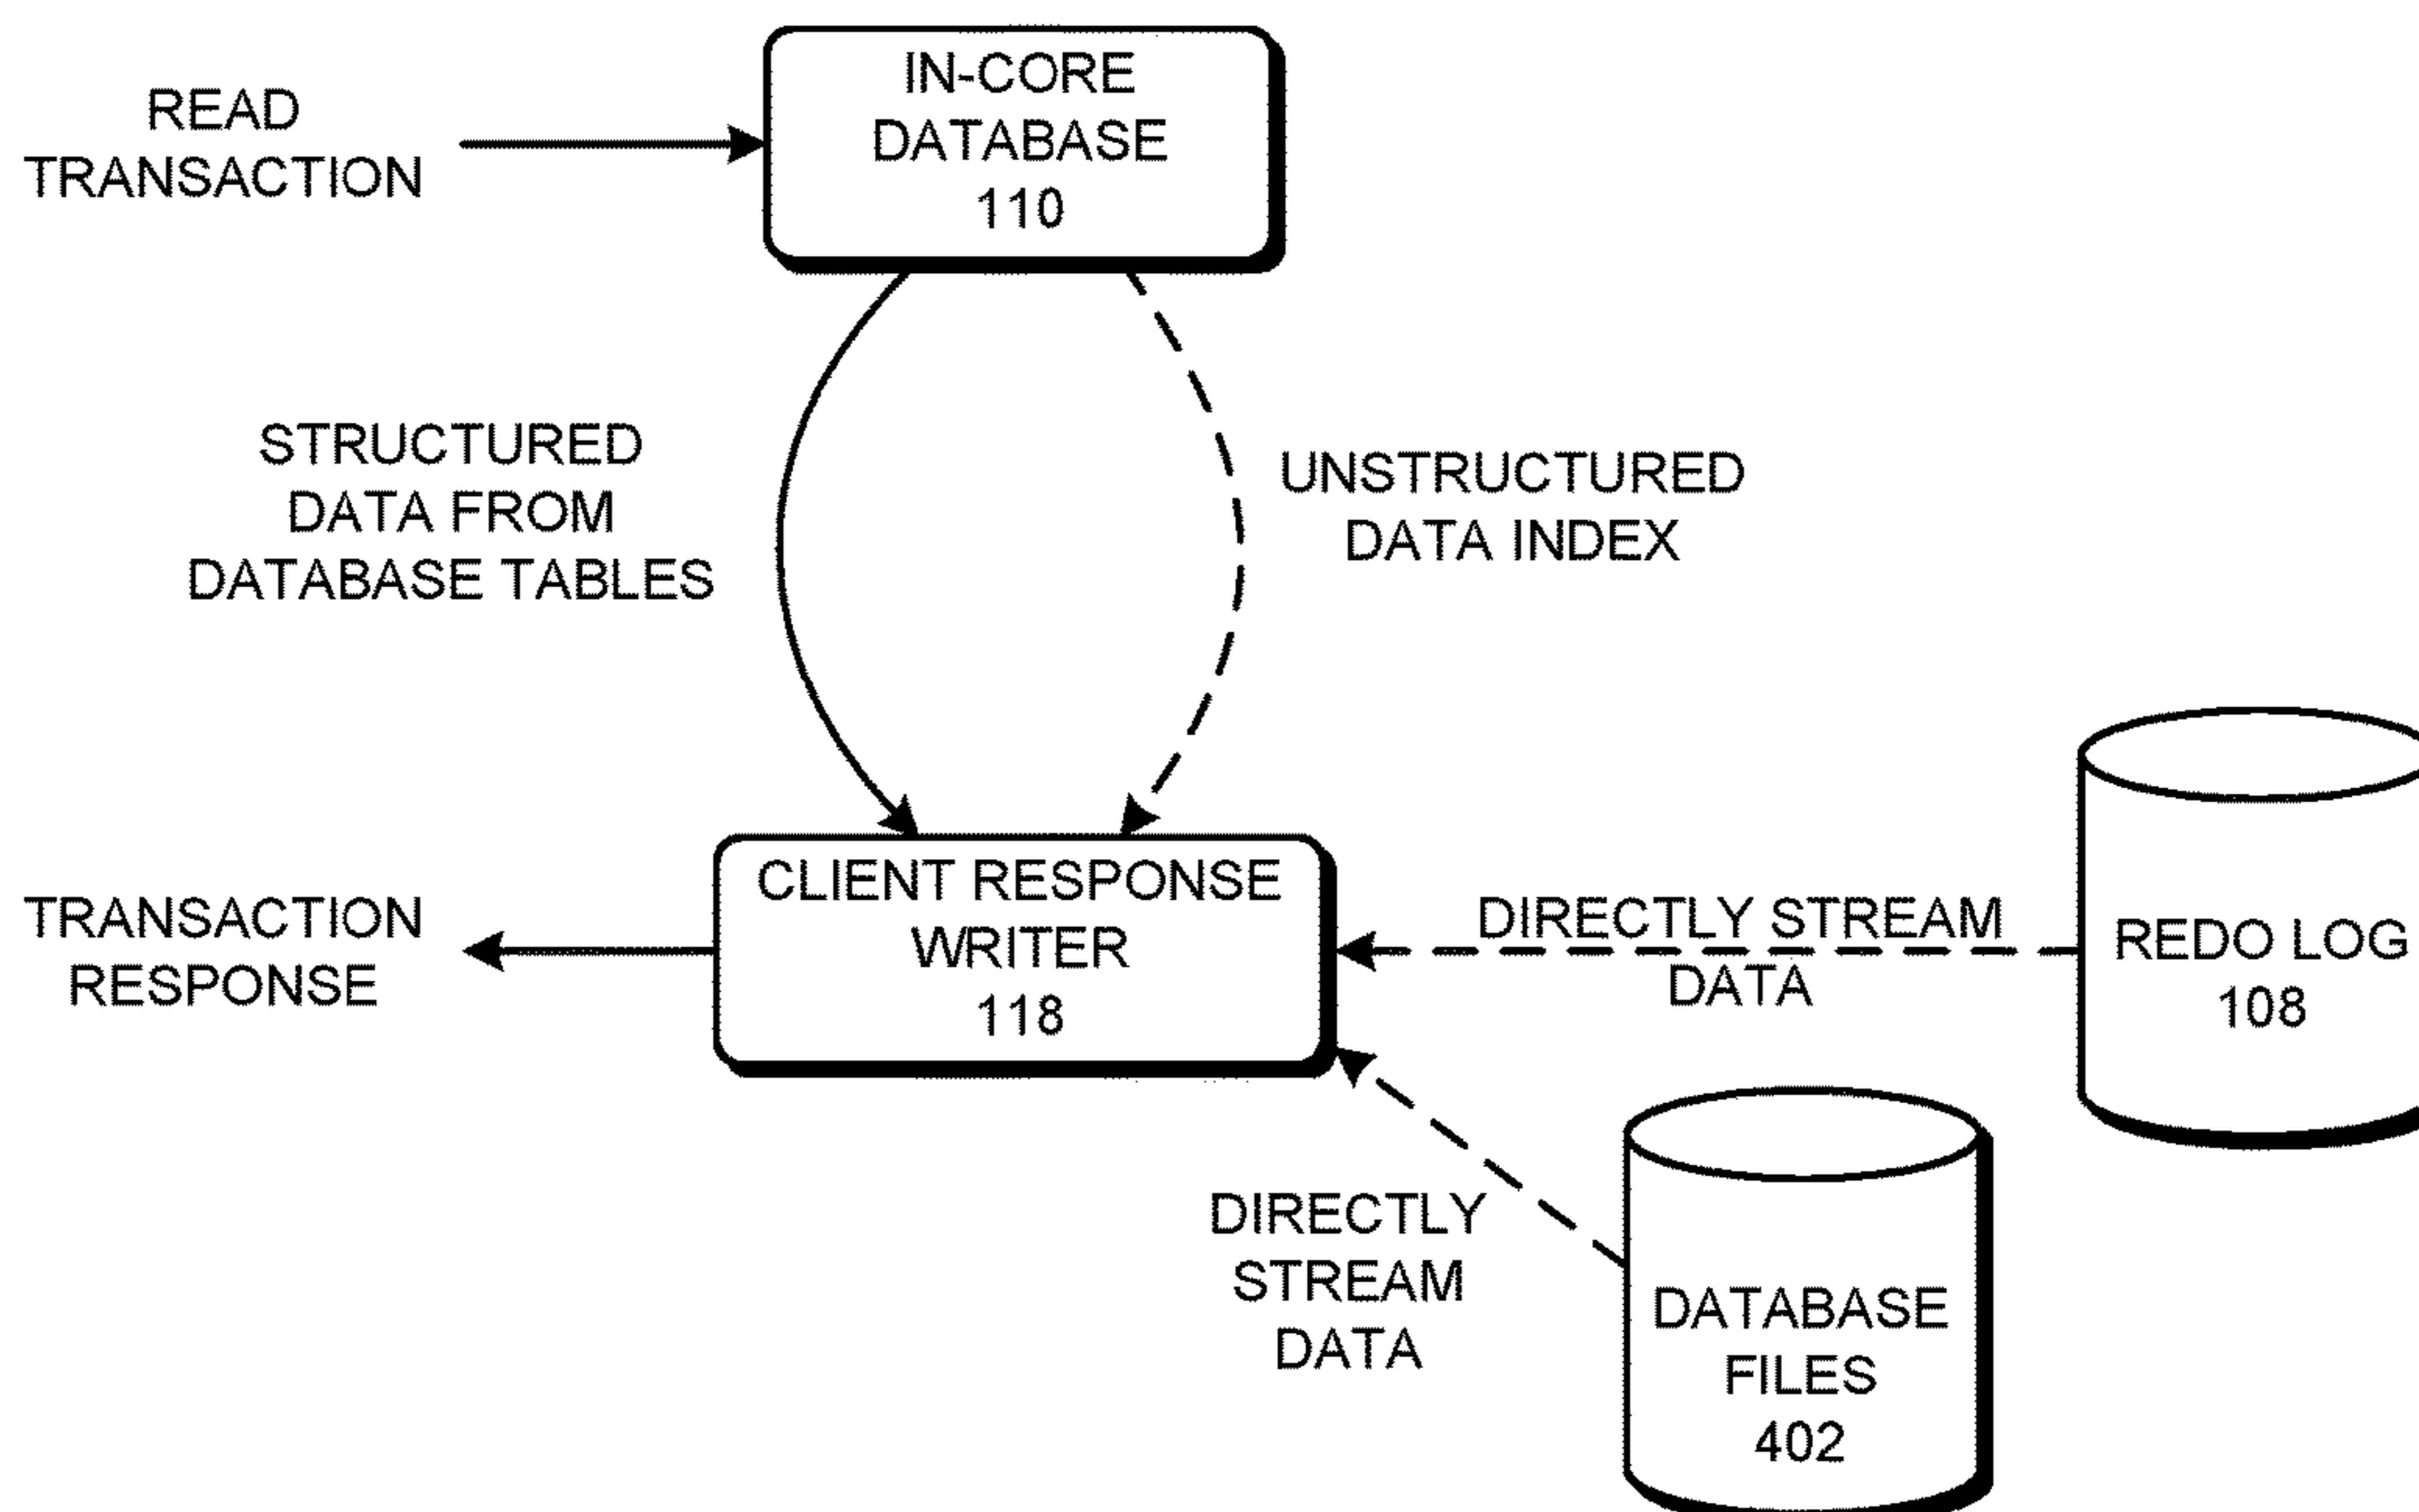 READ
TRANSACTION
IN-CORE
DATABASE
110
STRUCTURED
DATA FROM
DATABASE TABLES
UNSTRUCTURED
DATA INDEX
TRANSACTION
RESPONSE
CLIENT RESPONSE
WRITER
118
DIRECTLY STREAM
DATA
REDO LOG
108
DIRECTLY
STREAM
DATA
DATABASE
FILES
402